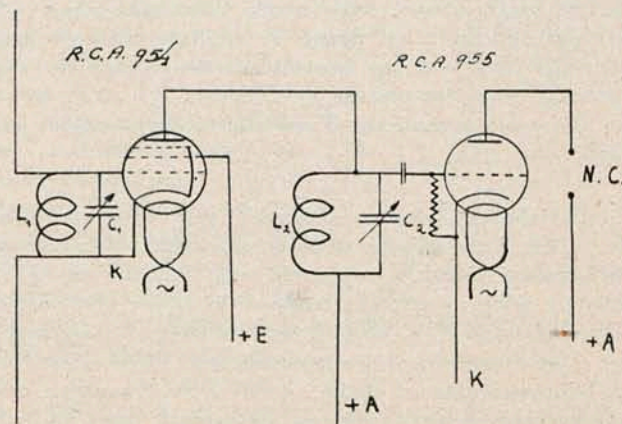 R.C.A. 954
R.C.A. 955
L₁
C₁
K
+E
L₂
C₂
+A
K
N.C.
+A